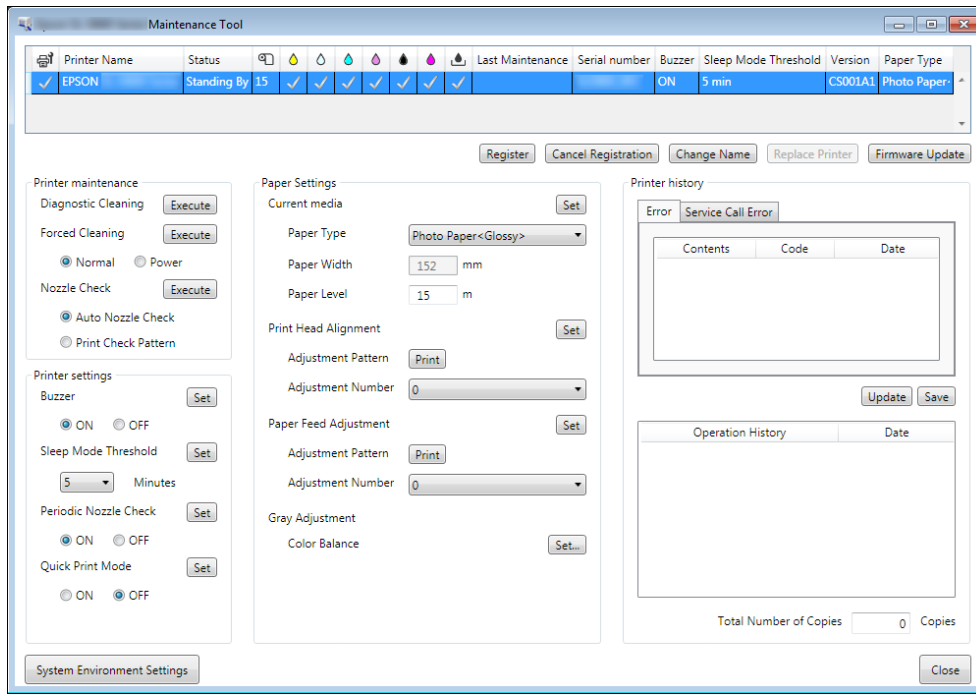 Maintenance Tool
Printer Name Status Last Maintenance Serial number Buzzer Sleep Mode Threshold Version Paper Type
EPSON Standing By 15 ON 5 min CS001A1 Photo Paper
Register Cancel Registration Change Name Replace Printer Firmware Update
Printer maintenance
Diagnostic Cleaning Execute
Forced Cleaning Execute
Normal Power
Nozzle Check Execute
Auto Nozzle Check
Print Check Pattern
Printer settings
Buzzer Set
ON OFF
Sleep Mode Threshold Set
5 Minutes
Periodic Nozzle Check Set
ON OFF
Quick Print Mode Set
ON OFF
Paper Settings
Current media Set
Paper Type Photo Paper<Glossy>
Paper Width 152 mm
Paper Level 15 m
Print Head Alignment Set
Adjustment Pattern Print
Adjustment Number 0
Paper Feed Adjustment Set
Adjustment Pattern Print
Adjustment Number 0
Gray Adjustment
Color Balance Set...
Printer history
Error Service Call Error
Contents Code Date
Update Save
Operation History Date
Total Number of Copies 0 Copies
System Environment Settings Close